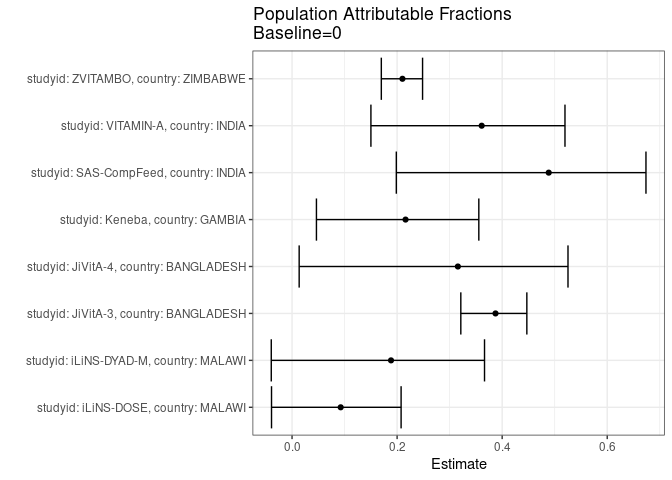 Population Attributable Fractions
Baseline=0
studyid: ZVITAMBO, country: ZIMBABWE
studyid: VITAMIN-A, country: INDIA
studyid: SAS-CompFeed, country: INDIA
studyid: Keneba, country: GAMBIA
studyid: JiVitA-4, country: BANGLADESH
studyid: JiVitA-3, country: BANGLADESH
studyid: iLiNS-DYAD-M, country: MALAWI
studyid: iLiNS-DOSE, country: MALAWI
0.0 0.2 0.4 0.6
Estimate